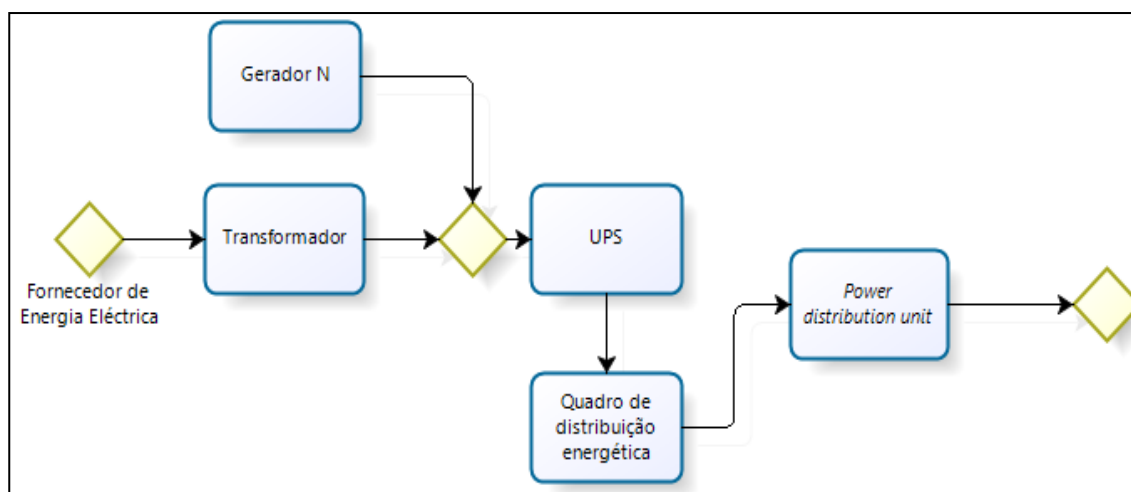 Gerador N
Transformador
UPS
Fornecedor de
Energia Eléctrica
Power
distribution unit
Quadro de
distribuição
energética